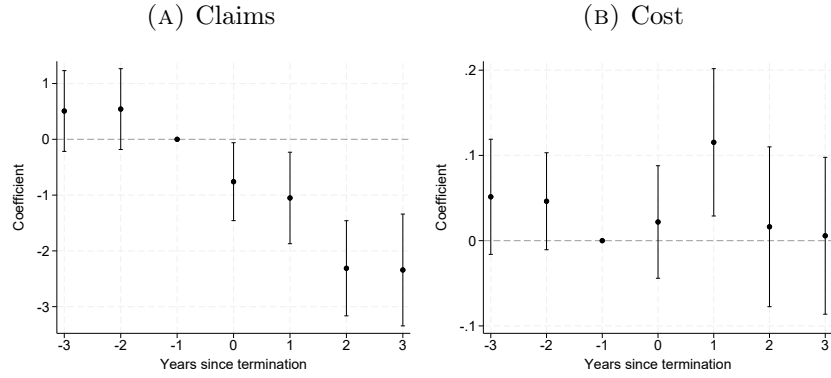 (A) Claims
(B) Cost
Coefficient
1
0
-1
-2
-3
-3 -2 -1 0 1 2 3
Years since termination
Coefficient
.2
.1
0
-.1
-3 -2 -1 0 1 2 3
Years since termination